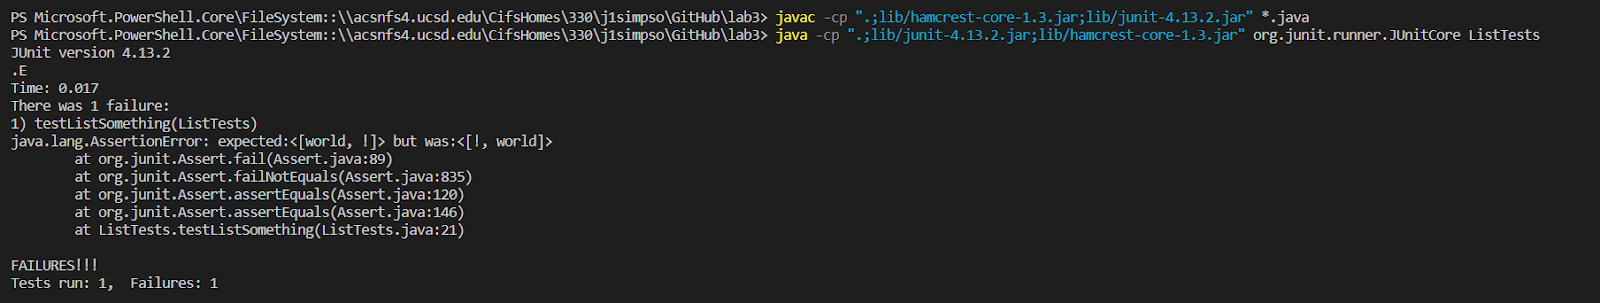 PS Microsoft.PowerShell.Core\FileSystem::\\acsnfs4.ucsd.edu\CifsHomes\330\j1simpso\GitHub\lab3> javac -cp ".;lib/hamcrest-core-1.3.jar;lib/junit-4.13.2.jar" *.java
PS Microsoft.PowerShell.Core\FileSystem::\\acsnfs4.ucsd.edu\CifsHomes\330\j1simpso\GitHub\lab3> java -cp ".;lib/junit-4.13.2.jar;lib/hamcrest-core-1.3.jar" org.junit.runner.JUnitCore ListTests
JUnit version 4.13.2
.E
Time: 0.017
There was 1 failure:
1) testListSomething(ListTests)
java.lang.AssertionError: expected:<[world, !]> but was:<[!, world]>
        at org.junit.Assert.fail(Assert.java:89)
        at org.junit.Assert.failNotEquals(Assert.java:835)
        at org.junit.Assert.assertEquals(Assert.java:120)
        at org.junit.Assert.assertEquals(Assert.java:146)
        at ListTests.testListSomething(ListTests.java:21)

FAILURES!!!
Tests run: 1,  Failures: 1